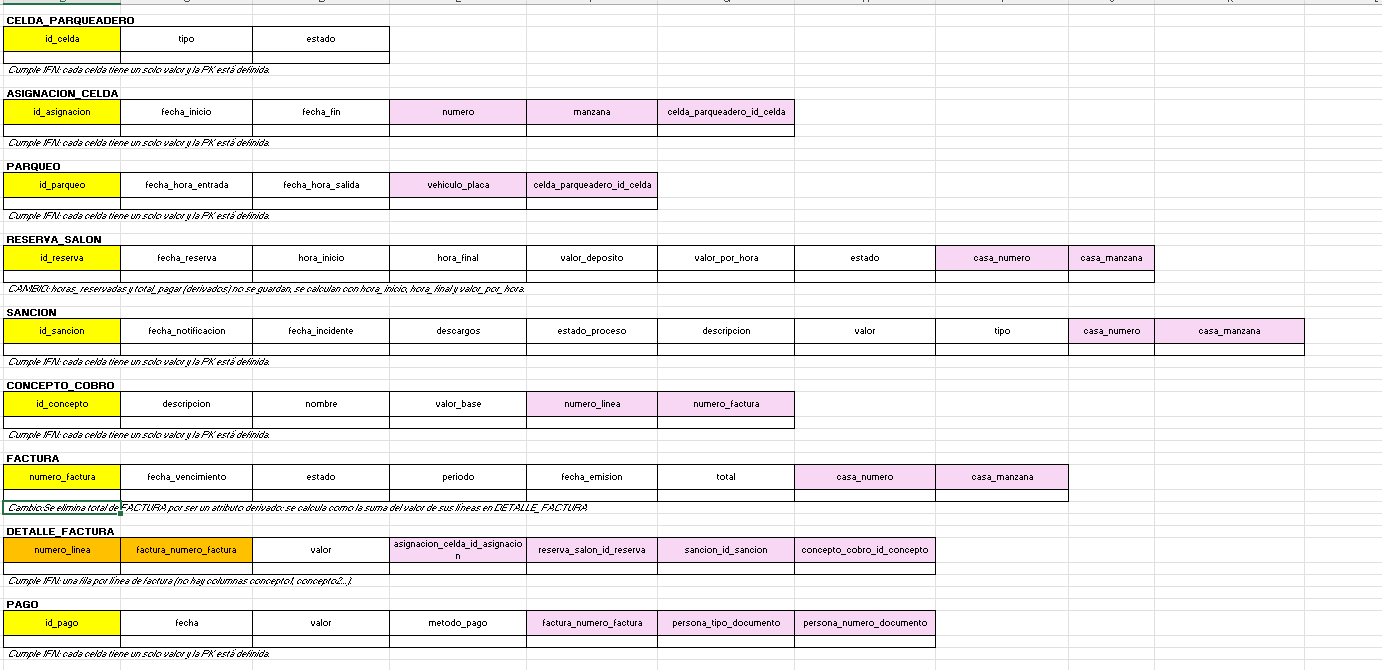 CELDA_PARQUEADERO
id_celda tipo estado
Cumple 1FN: cada celda tiene un solo valor y la PK está definida.
ASIGNACION_CELDA
id_asignacion fecha_inicio fecha_fin numero manzana celda_parqueadero_id_celda
Cumple 1FN: cada celda tiene un solo valor y la PK está definida.
PARQUEO
id_parqueo fecha_hora_entrada fecha_hora_salida vehiculo_placa celda_parqueadero_id_celda
Cumple 1FN: cada celda tiene un solo valor y la PK está definida.
RESERVA_SALON
id_reserva fecha_reserva hora_inicio hora_final valor_deposito valor_por_hora estado casa_numero casa_manzana
CAMBIO: horas_reservadas y total_pagar (derivados) no se guardan, se calculan con hora_inicio, hora_final y valor_por_hora.
SANCION
id_sancion fecha_notificacion fecha_incidente descargos estado_proceso descripcion valor tipo casa_numero casa_manzana
Cumple 1FN: cada celda tiene un solo valor y la PK está definida.
CONCEPTO_COBRO
id_concepto descripcion nombre valor_base numero_linea numero_factura
Cumple 1FN: cada celda tiene un solo valor y la PK está definida.
FACTURA
numero_factura fecha_vencimiento estado periodo fecha_emision total casa_numero casa_manzana
Cambio:Se elimina total de FACTURA por ser un atributo derivado: se calcula como la suma del valor de sus líneas en DETALLE_FACTURA
DETALLE_FACTURA
numero_linea factura_numero_factura valor asignacion_celda_id_asignacio
n reserva_salon_id_reserva sancion_id_sancion concepto_cobro_id_concepto
Cumple 1FN: una fila por línea de factura (no hay columnas concepto1, concepto2...).
PAGO
id_pago fecha valor metodo_pago factura_numero_factura persona_tipo_documento persona_numero_documento
Cumple 1FN: cada celda tiene un solo valor y la PK está definida.